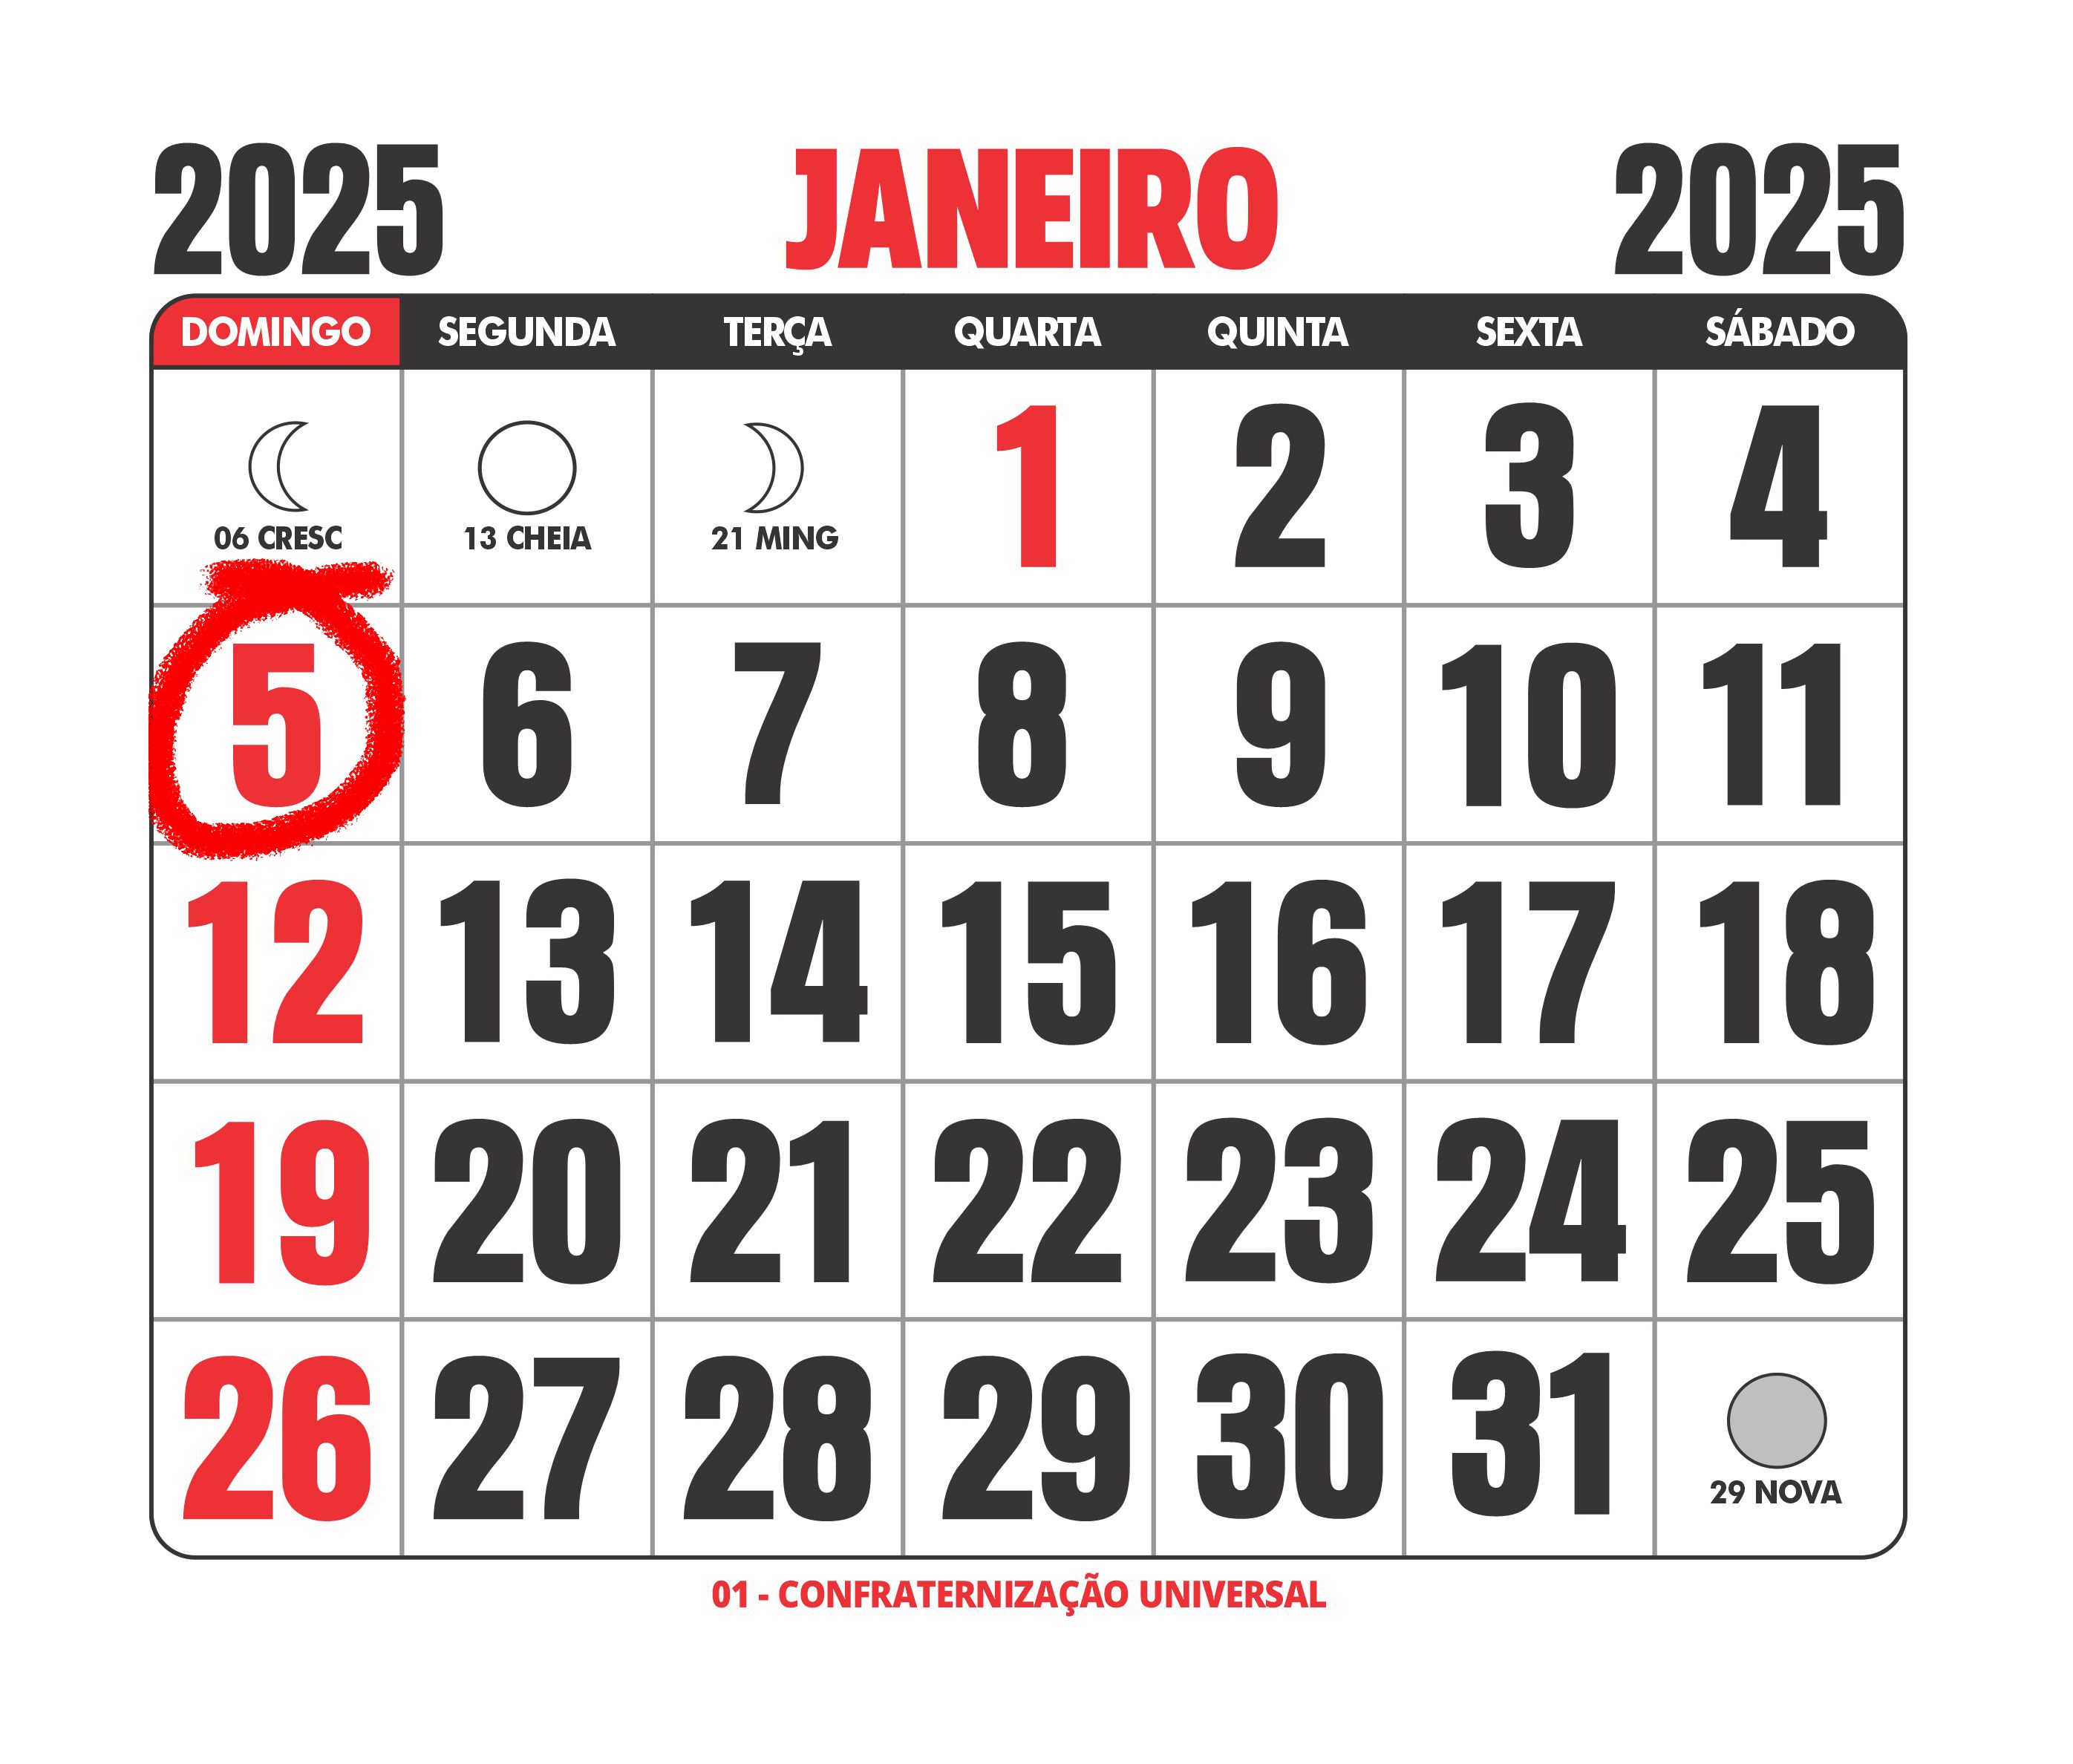 2025 JANEIRO 2025
DOMINGO SEGUNDA TERÇA QUARTA QUINTA SEXTA SÁBADO
1 2 3 4
06 CRESC 13 CHEIA 21 MING
5 6 7 8 9 10 11
12 13 14 15 16 17 18
19 20 21 22 23 24 25
26 27 28 29 30 31
29 NOVA
01 - CONFRATERNIZAÇÃO UNIVERSAL